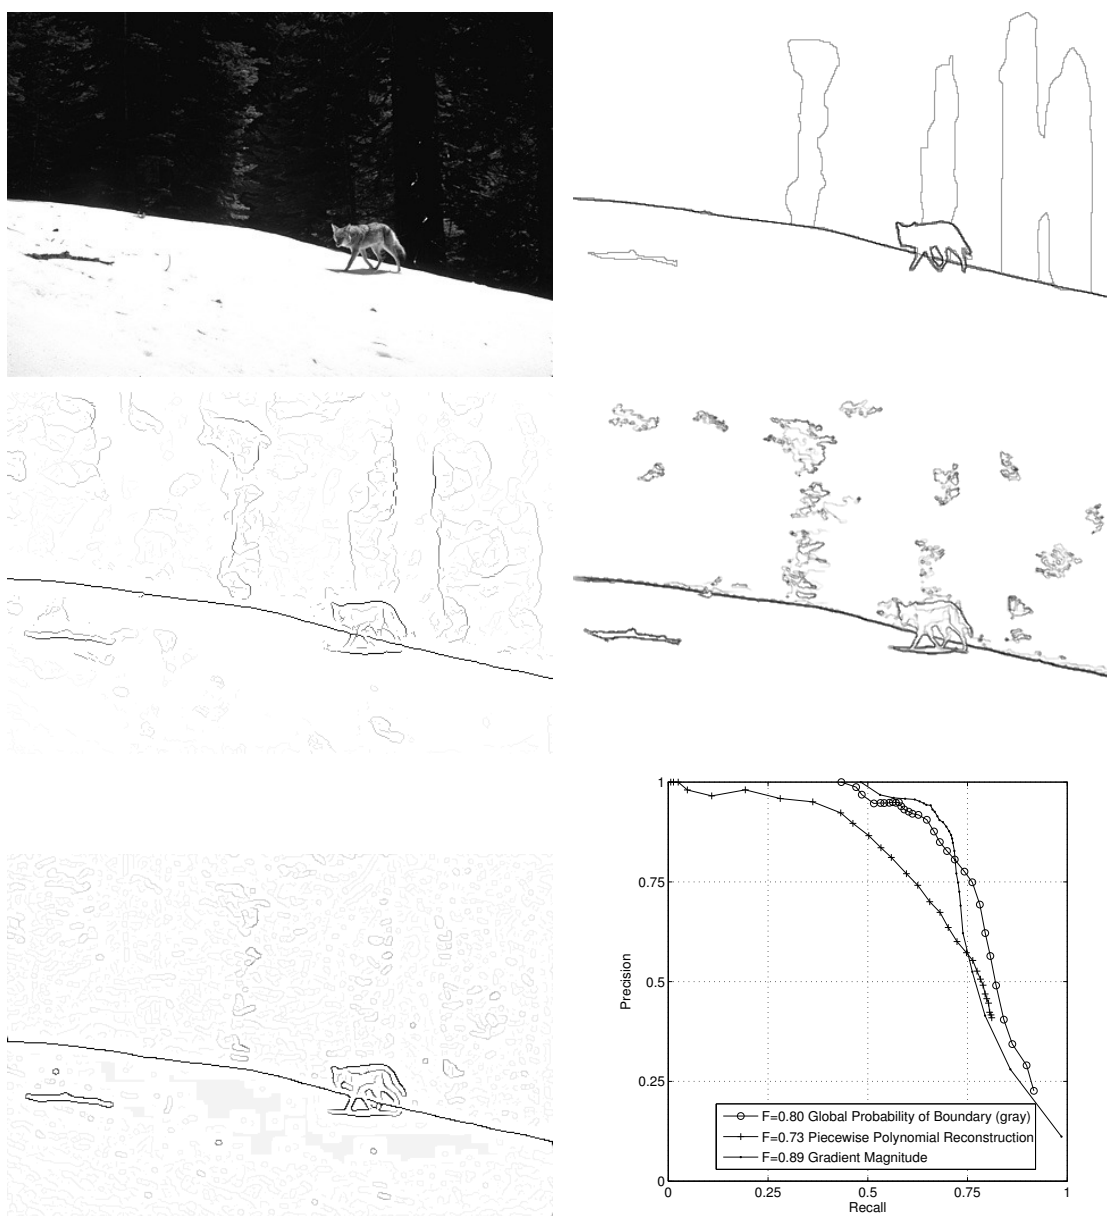 1
0.75
0.5
0.25
0
0
0.25
0.5
0.75
1
Precision
Recall
F=0.80 Global Probability of Boundary (gray)
F=0.73 Piecewise Polynomial Reconstruction
F=0.89 Gradient Magnitude